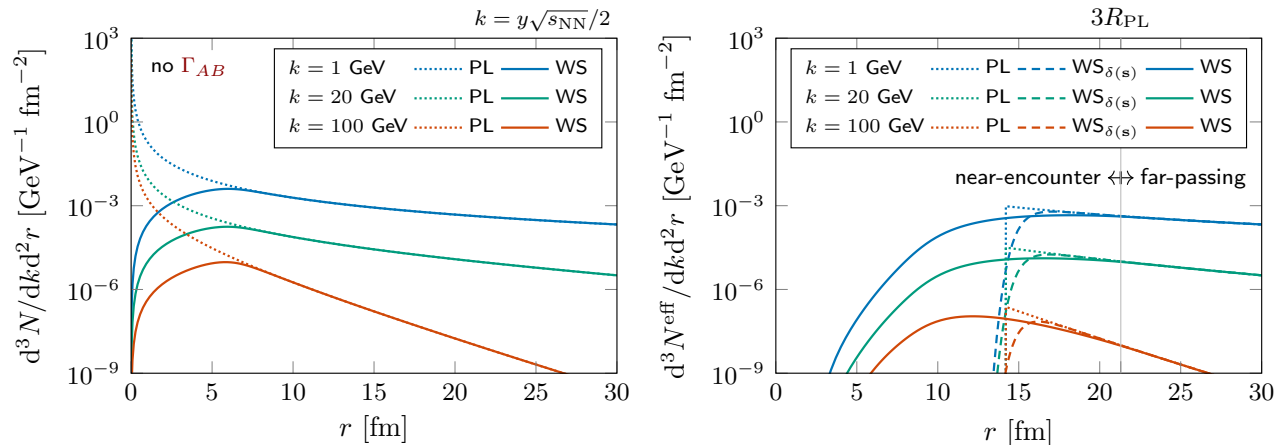 k = y√s_NN/2
d³N/dkd²r [GeV⁻¹ fm⁻²]
10³
10⁰
10⁻³
10⁻⁶
10⁻⁹
no Γ_AB
k = 1 GeV PL WS
k = 20 GeV PL WS
k = 100 GeV PL WS
0 5 10 15 20 25 30
r [fm]
3R_PL
d³N^eff/dkd²r [GeV⁻¹ fm⁻²]
10³
10⁰
10⁻³
10⁻⁶
10⁻⁹
k = 1 GeV PL WS_δ(s) WS
k = 20 GeV PL WS_δ(s) WS
k = 100 GeV PL WS_δ(s) WS
near-encounter ↔ far-passing
0 5 10 15 20 25 30
r [fm]